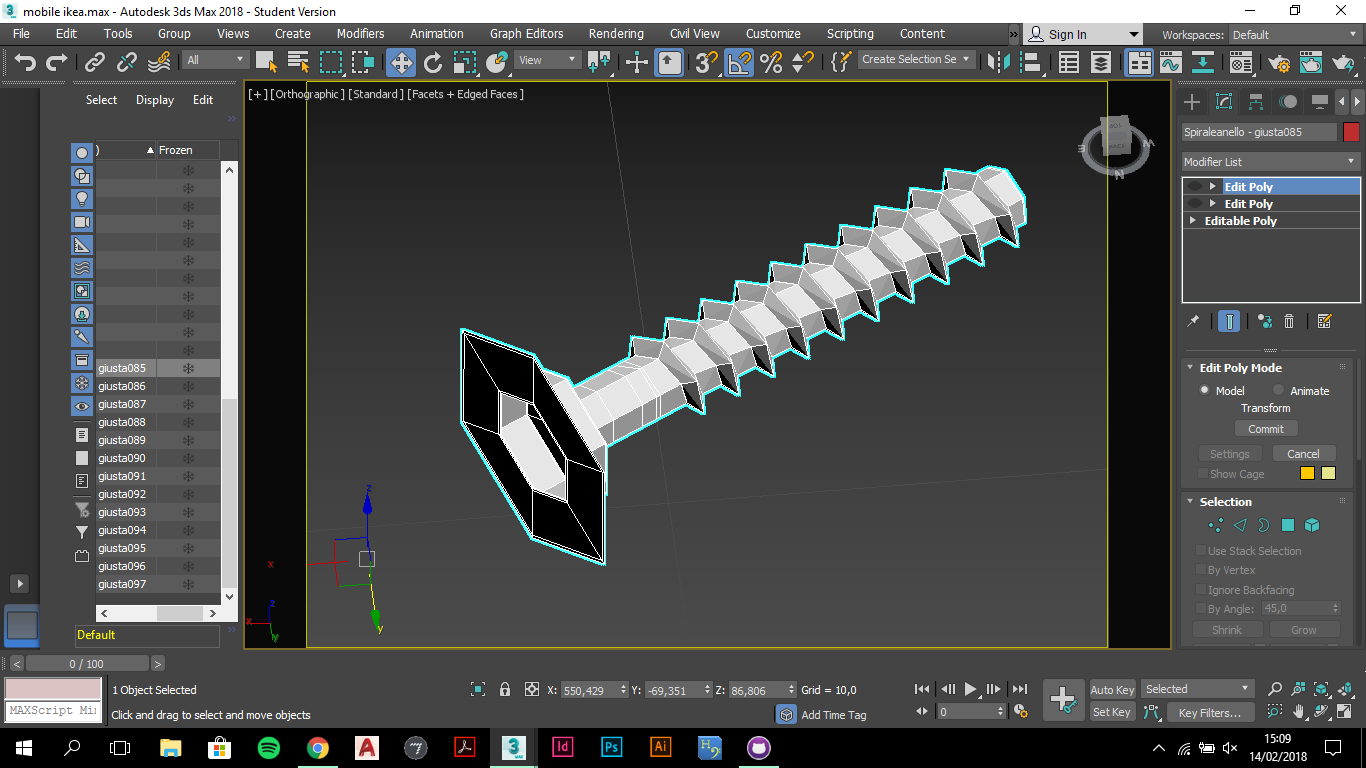 mobile ikea.max - Autodesk 3ds Max 2018 - Student Version
File Edit Tools Group Views Create Modifiers Animation Graph Editors Rendering Civil View Customize Scripting Content » Sign In Workspaces: Default
All View Create Selection Se
Select Display Edit
[+] [Orthographic] [Standard] [Facets + Edged Faces]
) Frozen
Spiraleanello - giusta085
Modifier List
Edit Poly
Edit Poly
Editable Poly
giusta085
giusta086
giusta087
giusta088
giusta089
giusta090
giusta091
giusta092
giusta093
giusta094
giusta095
giusta096
giusta097
Default
E N W
z
x
y
z
x
y
Edit Poly Mode
Model Animate
Transform
Commit
Settings Cancel
Show Cage
Selection
Use Stack Selection
By Vertex
Ignore Backfacing
By Angle: 45,0
Shrink Grow
< 0 / 100 >
1 Object Selected X: 550,429 Y: -69,351 Z: 86,806 Grid = 10,0 Auto Key Selected
MAXScript Mi Click and drag to select and move objects Add Time Tag 0 Set Key Key Filters...
15:09
14/02/2018